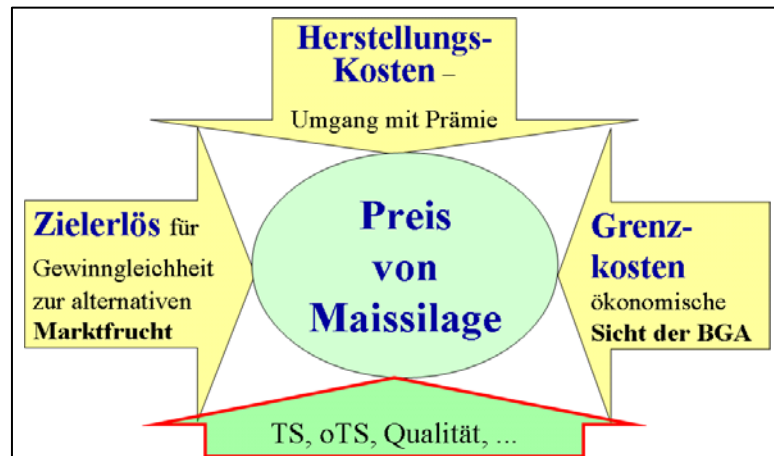 Herstellungs-
Kosten –
Umgang mit Prämie
Zielerlös für
Gewinngleichheit
zur alternativen
Marktfrucht
Preis
von
Maissilage
Grenz-
kosten
ökonomische
Sicht der BGA
TS, oTS, Qualität, ...